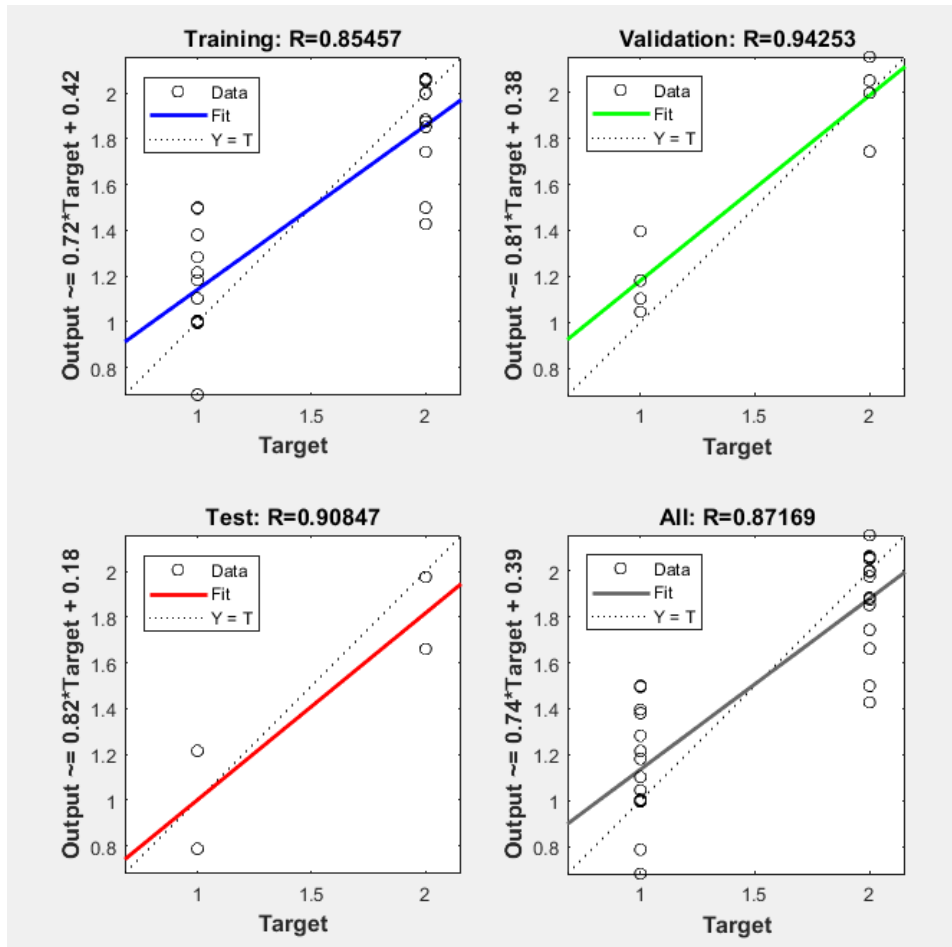 Training: R=0.85457
Output ~= 0.72*Target + 0.42
Data
Fit
Y = T
2
1.8
1.6
1.4
1.2
1
0.8
1
1.5
2
Target
Validation: R=0.94253
Output ~= 0.81*Target + 0.38
Data
Fit
Y = T
2
1.8
1.6
1.4
1.2
1
0.8
1
1.5
2
Target
Test: R=0.90847
Output ~= 0.82*Target + 0.18
Data
Fit
Y = T
2
1.8
1.6
1.4
1.2
1
0.8
1
1.5
2
Target
All: R=0.87169
Output ~= 0.74*Target + 0.39
Data
Fit
Y = T
2
1.8
1.6
1.4
1.2
1
0.8
1
1.5
2
Target